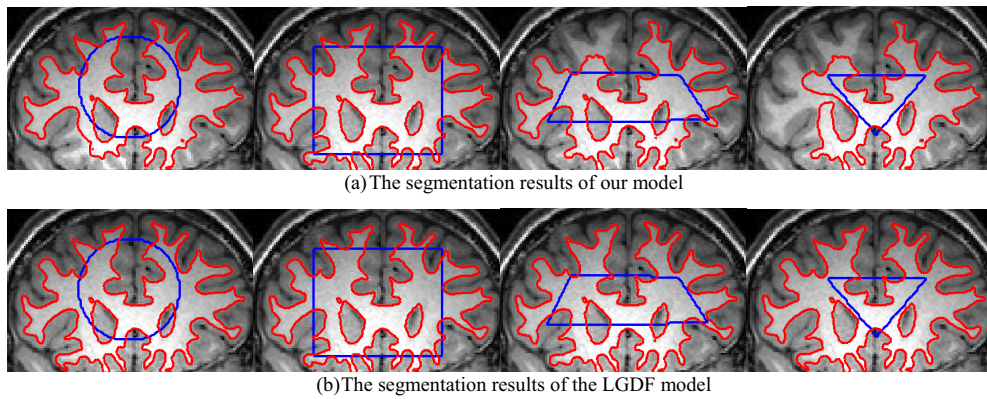 (a) The segmentation results of our model
(b) The segmentation results of the LGDF model